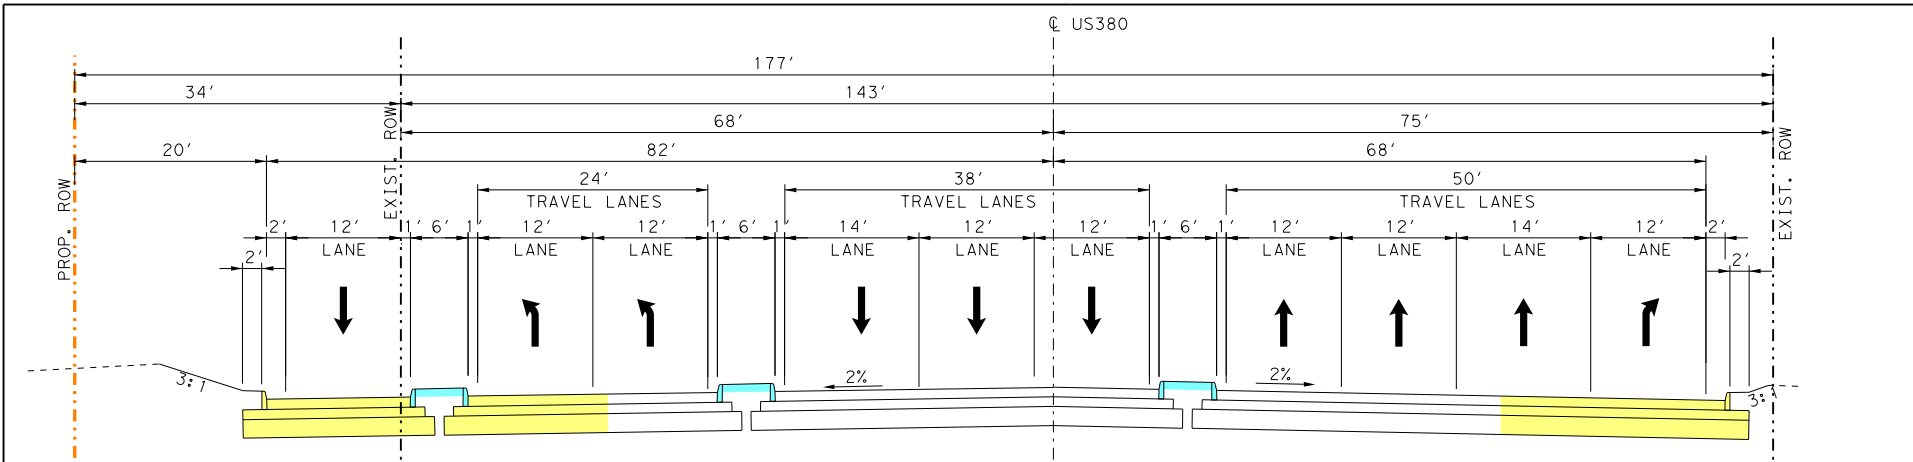 ℄ US380
177′
34′ 143′
68′ 75′
20′ 82′ 68′
24′ 38′ 50′
TRAVEL LANES TRAVEL LANES TRAVEL LANES
2′ 12′ 1′ 6′ 1′ 12′ 12′ 1′ 6′ 1′ 14′ 12′ 12′ 1′ 6′ 1′ 12′ 12′ 14′ 12′ 2′
LANE LANE LANE LANE LANE LANE LANE LANE LANE LANE
2′ 2′
PROP. ROW
EXIST. ROW
EXIST. ROW
3:1 2% 2% 3:1